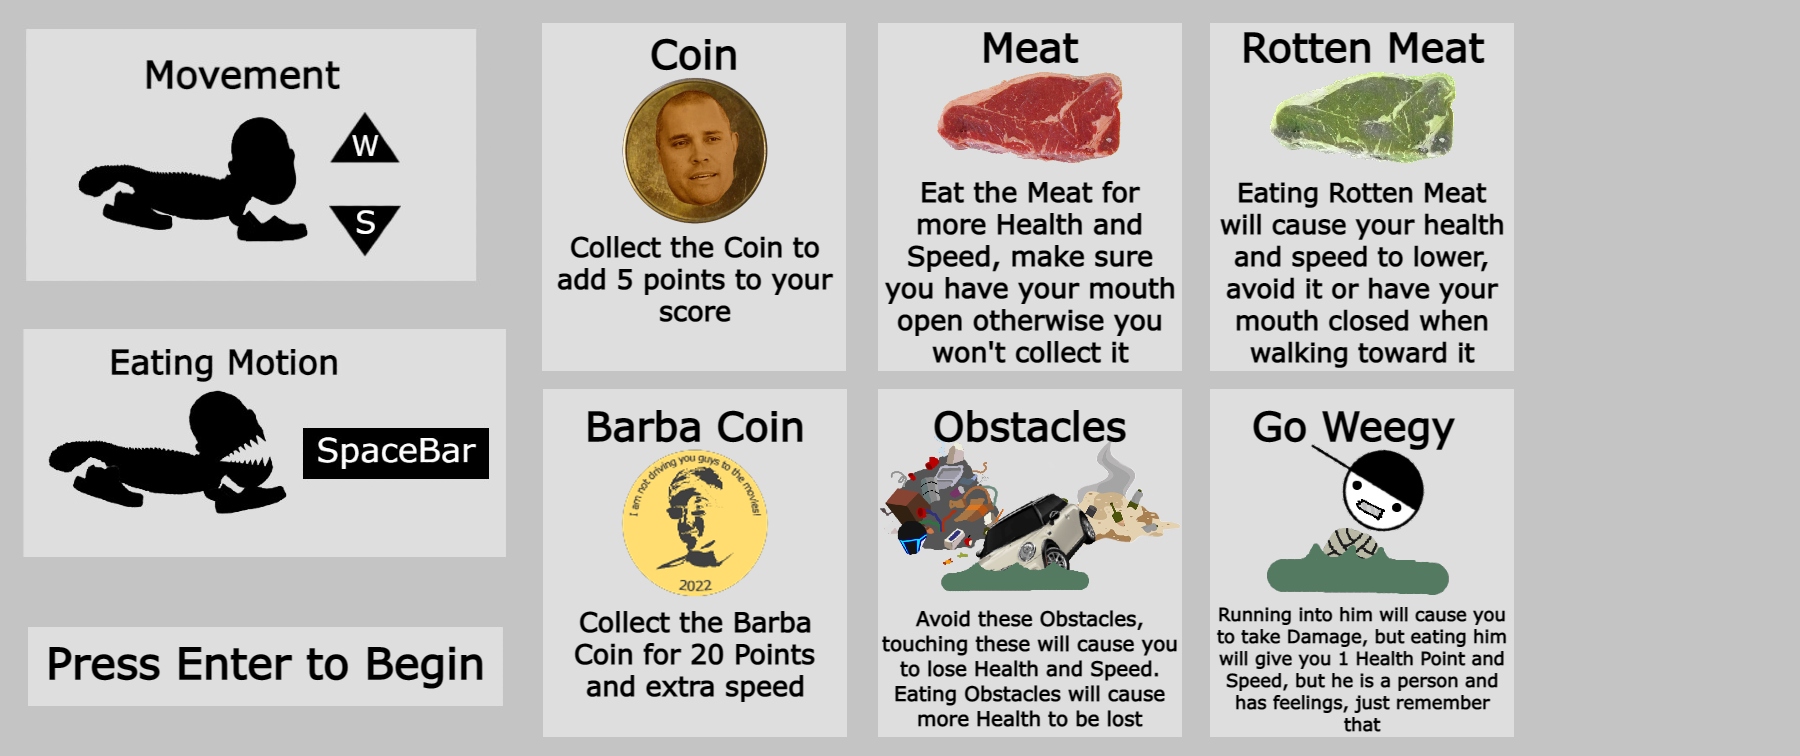 Movement
W
S
Eating Motion
SpaceBar
Press Enter to Begin
Coin
Collect the Coin to
add 5 points to your
score
Meat
Eat the Meat for
more Health and
Speed, make sure
you have your mouth
open otherwise you
won't collect it
Rotten Meat
Eating Rotten Meat
will cause your health
and speed to lower,
avoid it or have your
mouth closed when
walking toward it
Barba Coin
I am not driving you guys to the movies!
2022
Collect the Barba
Coin for 20 Points
and extra speed
Obstacles
Avoid these Obstacles,
touching these will cause you
to lose Health and Speed.
Eating Obstacles will cause
more Health to be lost
Go Weegy
Running into him will cause you
to take Damage, but eating him
will give you 1 Health Point and
Speed, but he is a person and
has feelings, just remember
that